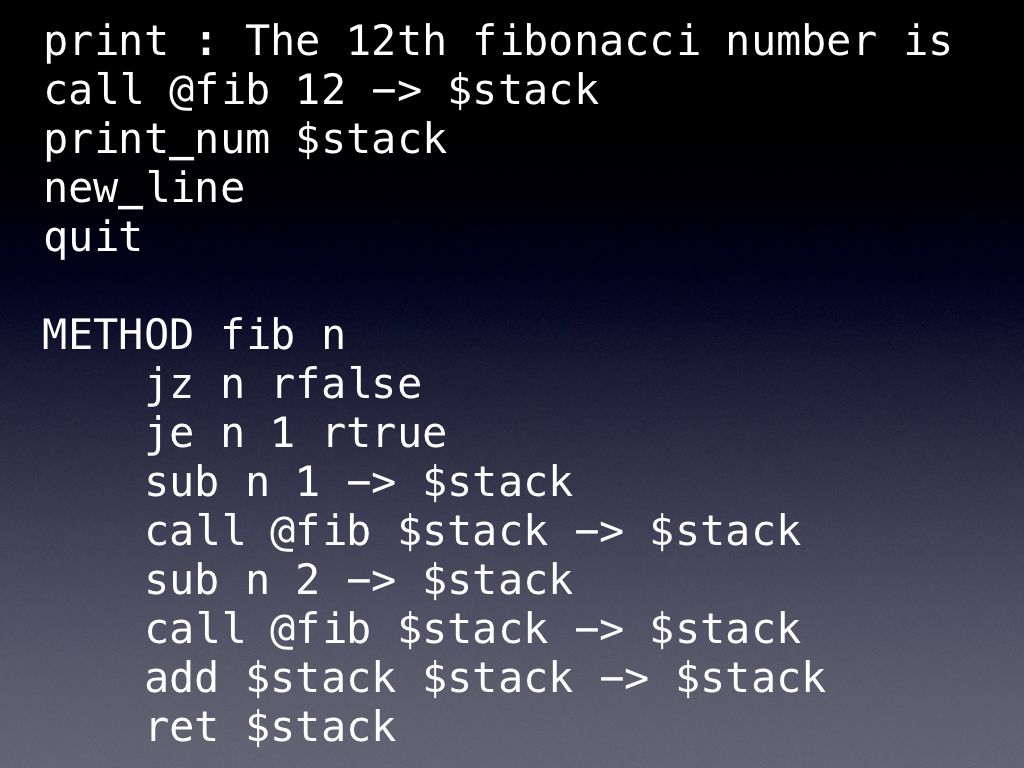 print : The 12th fibonacci number is
call @fib 12 –> $stack
print_num $stack
new_line
quit
METHOD fib n
jz n rfalse
je n 1 rtrue
sub n 1 –> $stack
call @fib $stack –> $stack
sub n 2 –> $stack
call @fib $stack –> $stack
add $stack $stack –> $stack
ret $stack